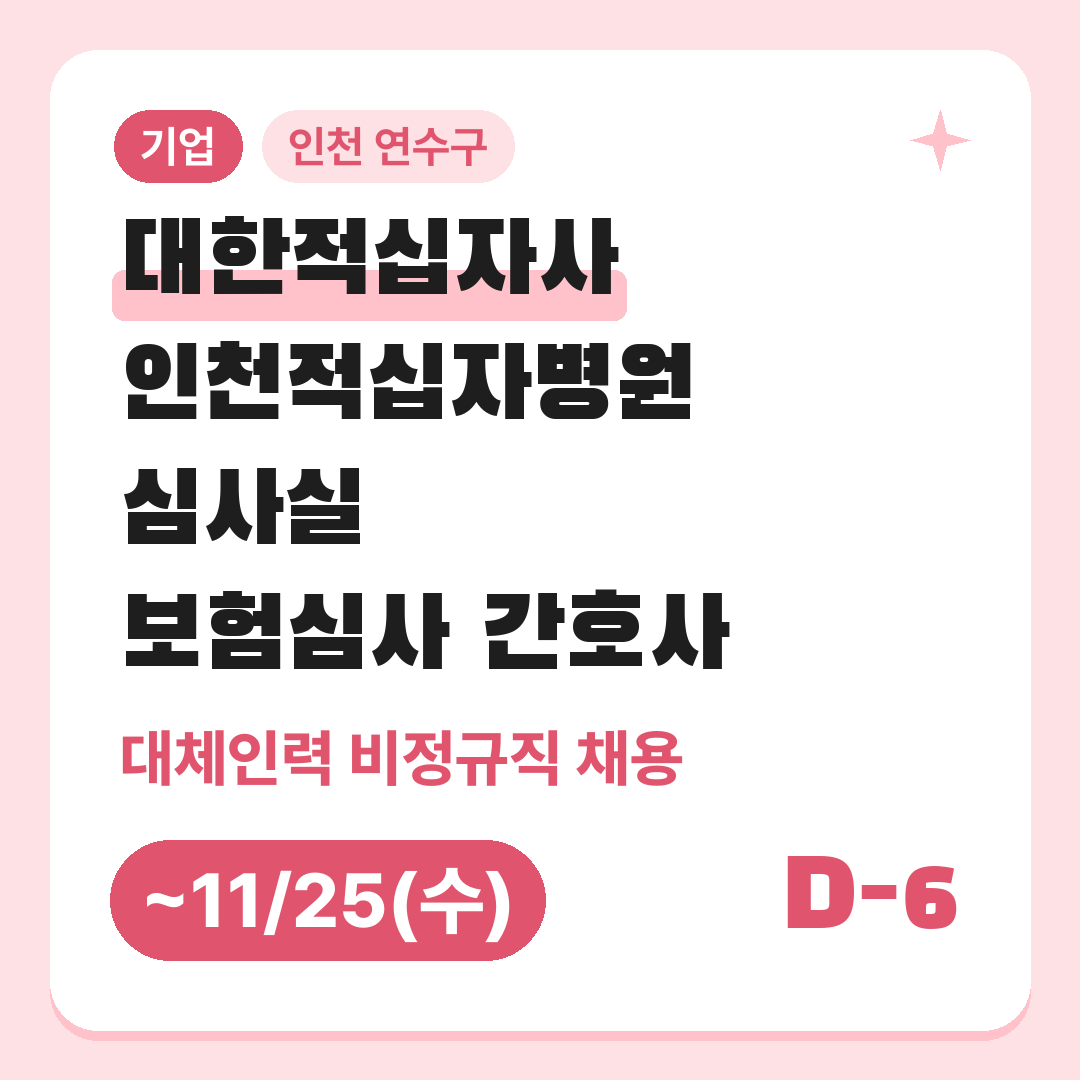 기업 인천 연수구
대한적십자사
인천적십자병원
심사실
보험심사 간호사
대체인력 비정규직 채용
~11/25(수) D-6